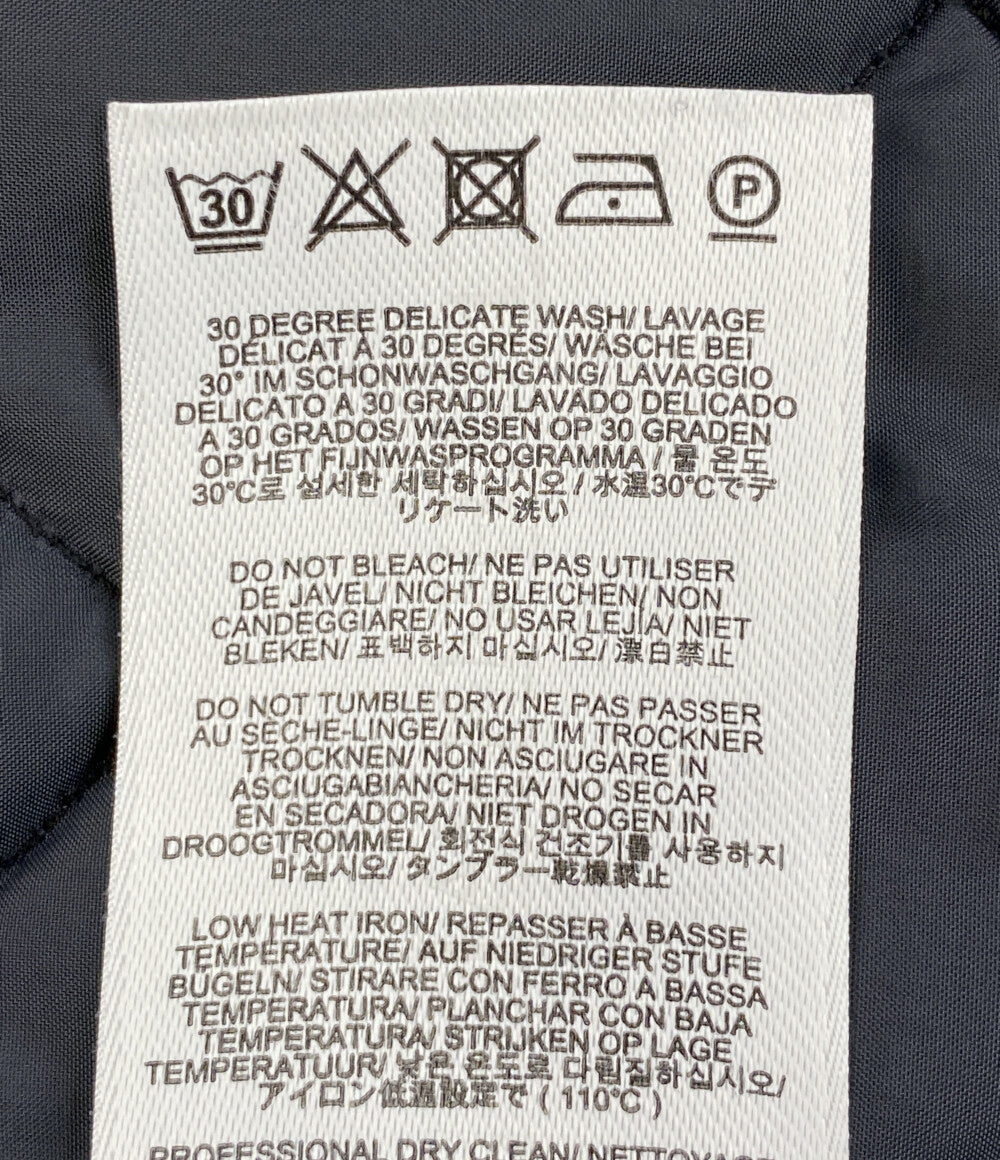 30
P
30 DEGREE DELICATE WASH/ LAVAGE
DÉLICAT À 30 DEGRÉS/ WÄSCHE BEI
30° IM SCHONWASCHGANG/ LAVAGGIO
DELICATO A 30 GRADI/ LAVADO DELICADO
A 30 GRADOS/ WASSEN OP 30 GRADEN
OP HET FIJNWASPROGRAMMA / 물 온도
30°C로 섬세한 세탁하십시오 / 水温30°Cでデ
リケート洗い
DO NOT BLEACH/ NE PAS UTILISER
DE JAVEL/ NICHT BLEICHEN/ NON
CANDEGGIARE/ NO USAR LEJÍA/ NIET
BLEKEN/ 표백하지 마십시오/ 漂白禁止
DO NOT TUMBLE DRY/ NE PAS PASSER
AU SÈCHE-LINGE/ NICHT IM TROCKNER
TROCKNEN/ NON ASCIUGARE IN
ASCIUGABIANCHERIA/ NO SECAR
EN SECADORA/ NIET DROGEN IN
DROOGTROMMEL/ 회전식 건조기를 사용하지
마십시오/ タンブラー乾燥禁止
LOW HEAT IRON/ REPASSER À BASSE
TEMPÉRATURE/ AUF NIEDRIGER STUFE
BÜGELN/ STIRARE CON FERRO A BASSA
TEMPERATURA/ PLANCHAR CON BAJA
TEMPERATURA/ STRIJKEN OP LAGE
TEMPERATUUR/ 낮은 온도로 다림질하십시오/
アイロン低温設定で ( 110°C )
PROFESSIONAL DRY CLEAN/ NETTOYAGE